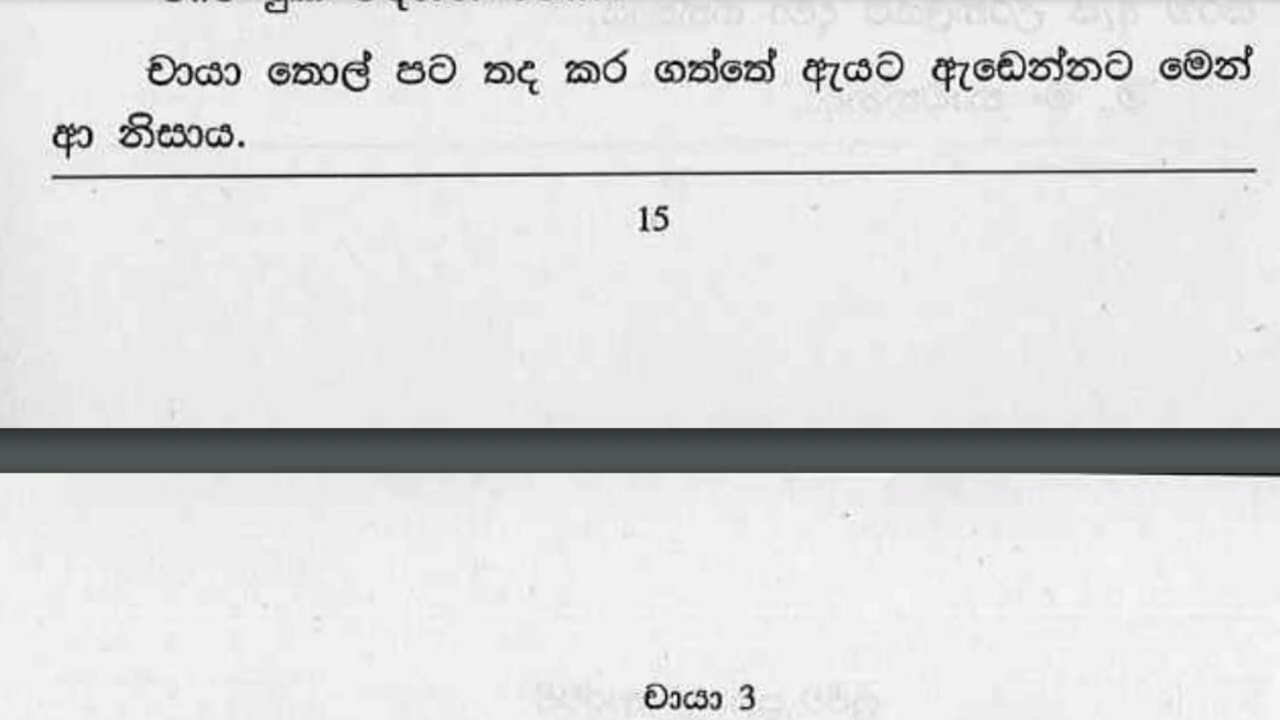 චායා තොල් පට තද කර ගත්තේ ඇයට ඇඬෙන්නට මෙන්
ආ නිසාය.
15
චායා 3